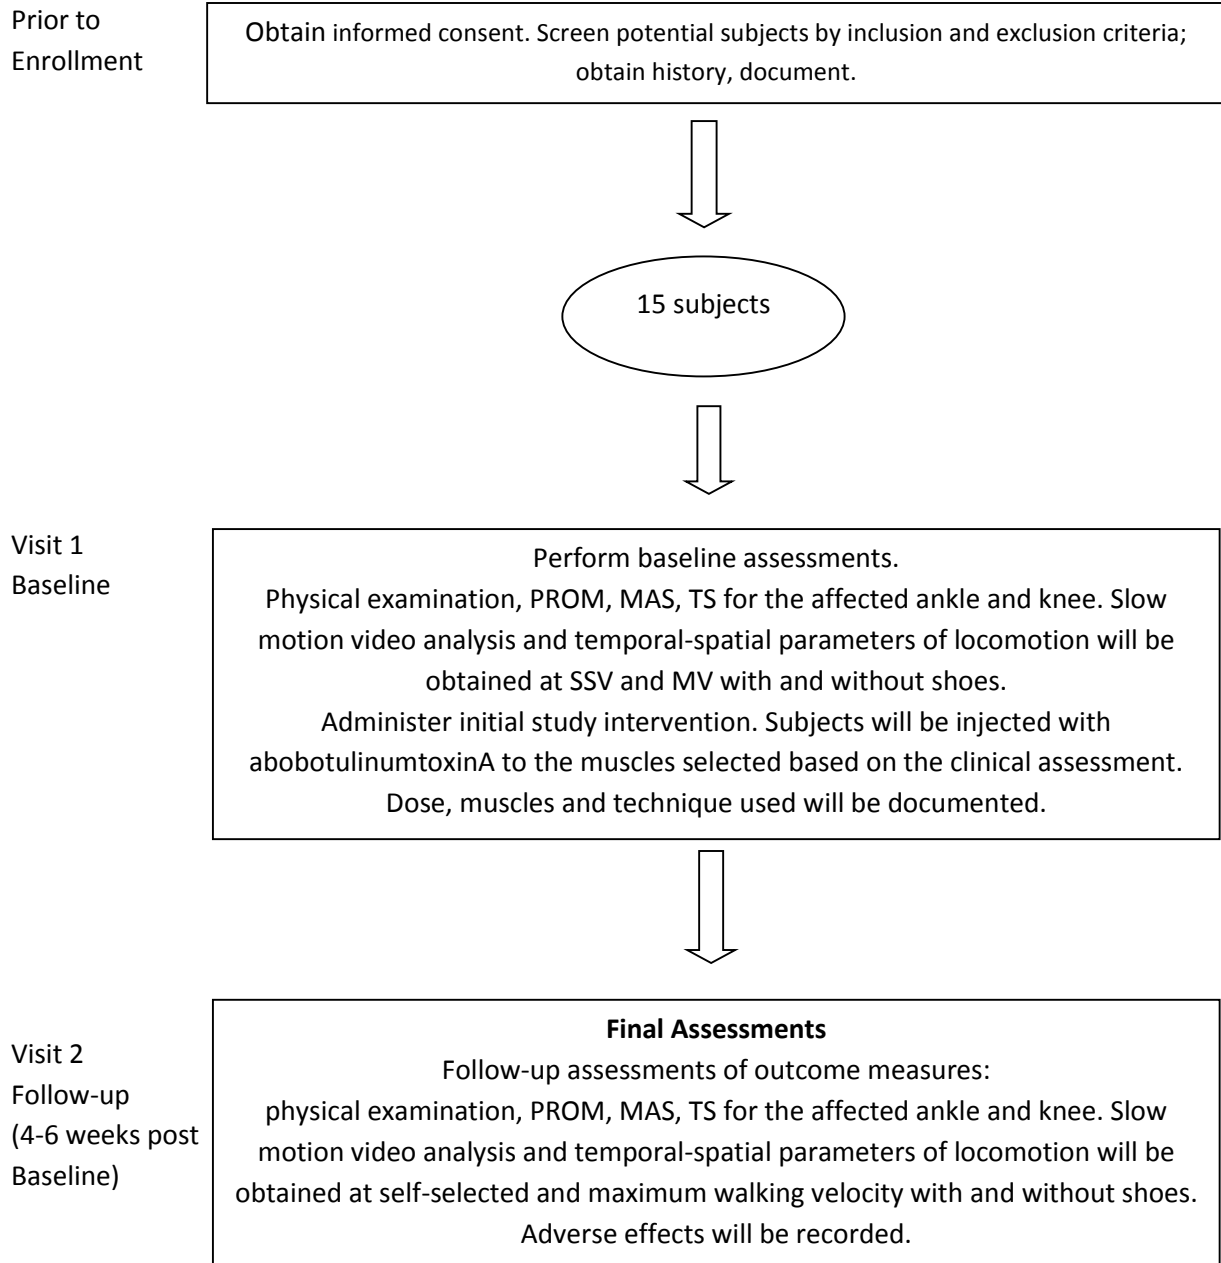 Prior to
Enrollment
Obtain informed consent. Screen potential subjects by inclusion and exclusion criteria;
obtain history, document.
15 subjects
Visit 1
Baseline
Perform baseline assessments.
Physical examination, PROM, MAS, TS for the affected ankle and knee. Slow
motion video analysis and temporal-spatial parameters of locomotion will be
obtained at SSV and MV with and without shoes.
Administer initial study intervention. Subjects will be injected with
abobotulinumtoxinA to the muscles selected based on the clinical assessment.
Dose, muscles and technique used will be documented.
Visit 2
Follow-up
(4-6 weeks post
Baseline)
Final Assessments
Follow-up assessments of outcome measures:
physical examination, PROM, MAS, TS for the affected ankle and knee. Slow
motion video analysis and temporal-spatial parameters of locomotion will be
obtained at self-selected and maximum walking velocity with and without shoes.
Adverse effects will be recorded.